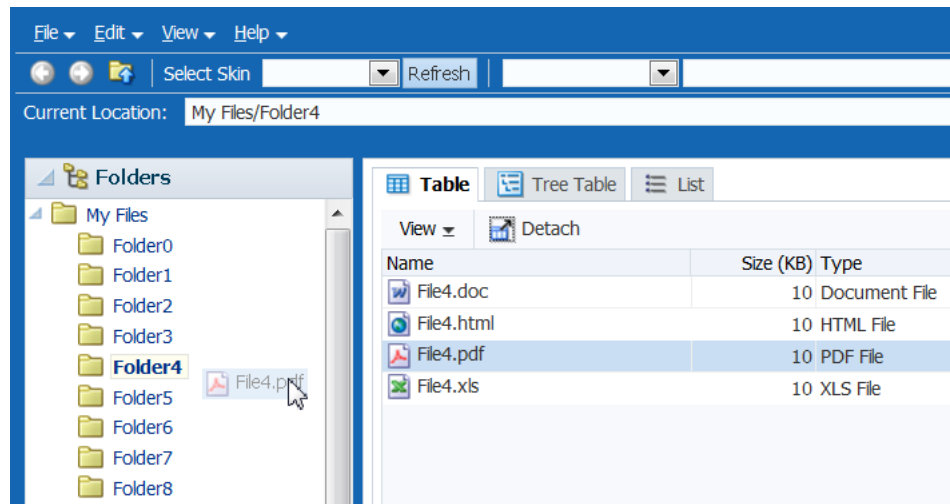 File Edit View Help
Select Skin Refresh
Current Location: My Files/Folder4
Folders
My Files
Folder0
Folder1
Folder2
Folder3
Folder4
File4.pdf
Folder5
Folder6
Folder7
Folder8
Table Tree Table List
View Detach
Name Size (KB) Type
File4.doc 10 Document File
File4.html 10 HTML File
File4.pdf 10 PDF File
File4.xls 10 XLS File